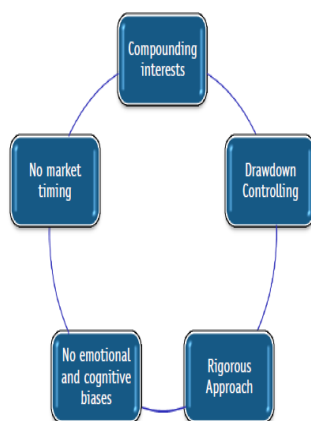 Compounding
interests
Drawdown
Controlling
Rigorous
Approach
No emotional
and cognitive
biases
No market
timing